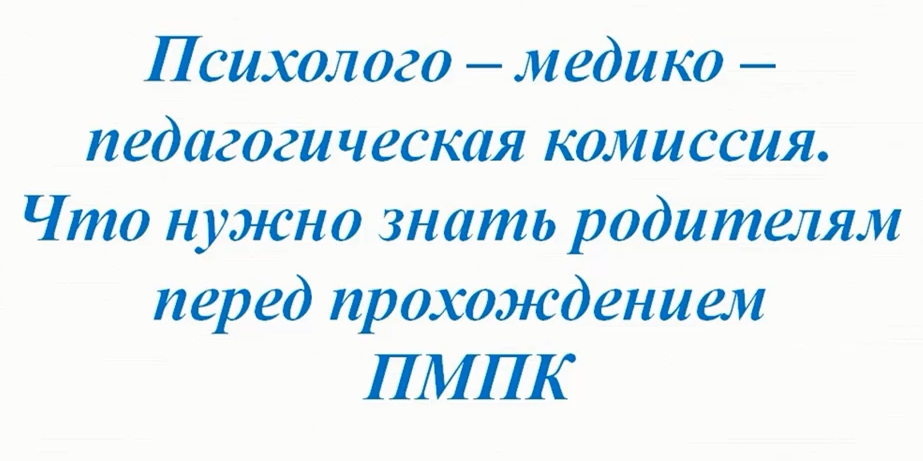 Психолого – медико –
педагогическая комиссия.
Что нужно знать родителям
перед прохождением
ПМПК